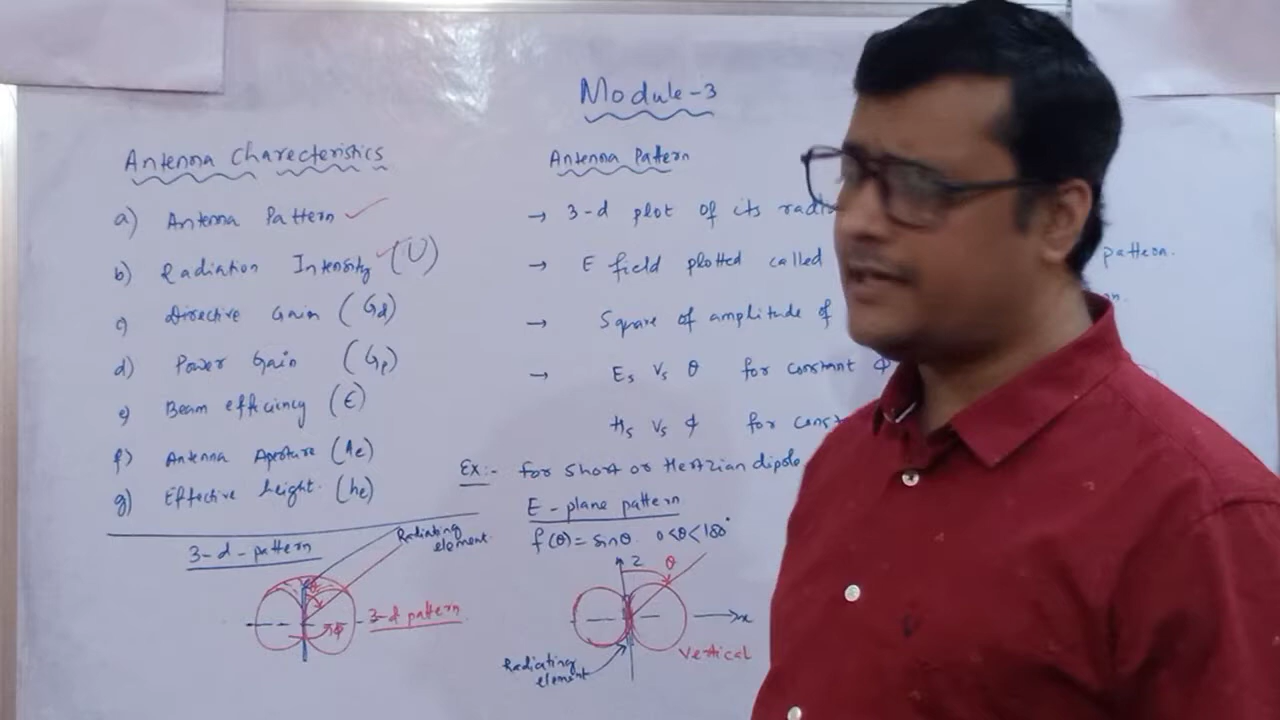 Module-3
Antenna Charecteristics
a) Antenna Pattern
b) Radiation Intensity (U)
c) Directive Gain (Gd)
d) Power Gain (Gp)
e) Beam efficiency (ε)
f) Antenna Aperture (Ae)
g) Effective height. (he)
3-d-pattern
Radiating element.
ϕ
3-d pattern
Antenna Pattern
→ 3-d plot of its
→ E field plotted called pattern.
→ Square of amplitude of
→ Es Vs θ for constant ϕ
Hs Vs ϕ for
Ex:- for Short or Hertzian dipole
E - plane pattern
f(θ) = sinθ 0<θ<180°
z
θ
x
Vertical
Radiating element